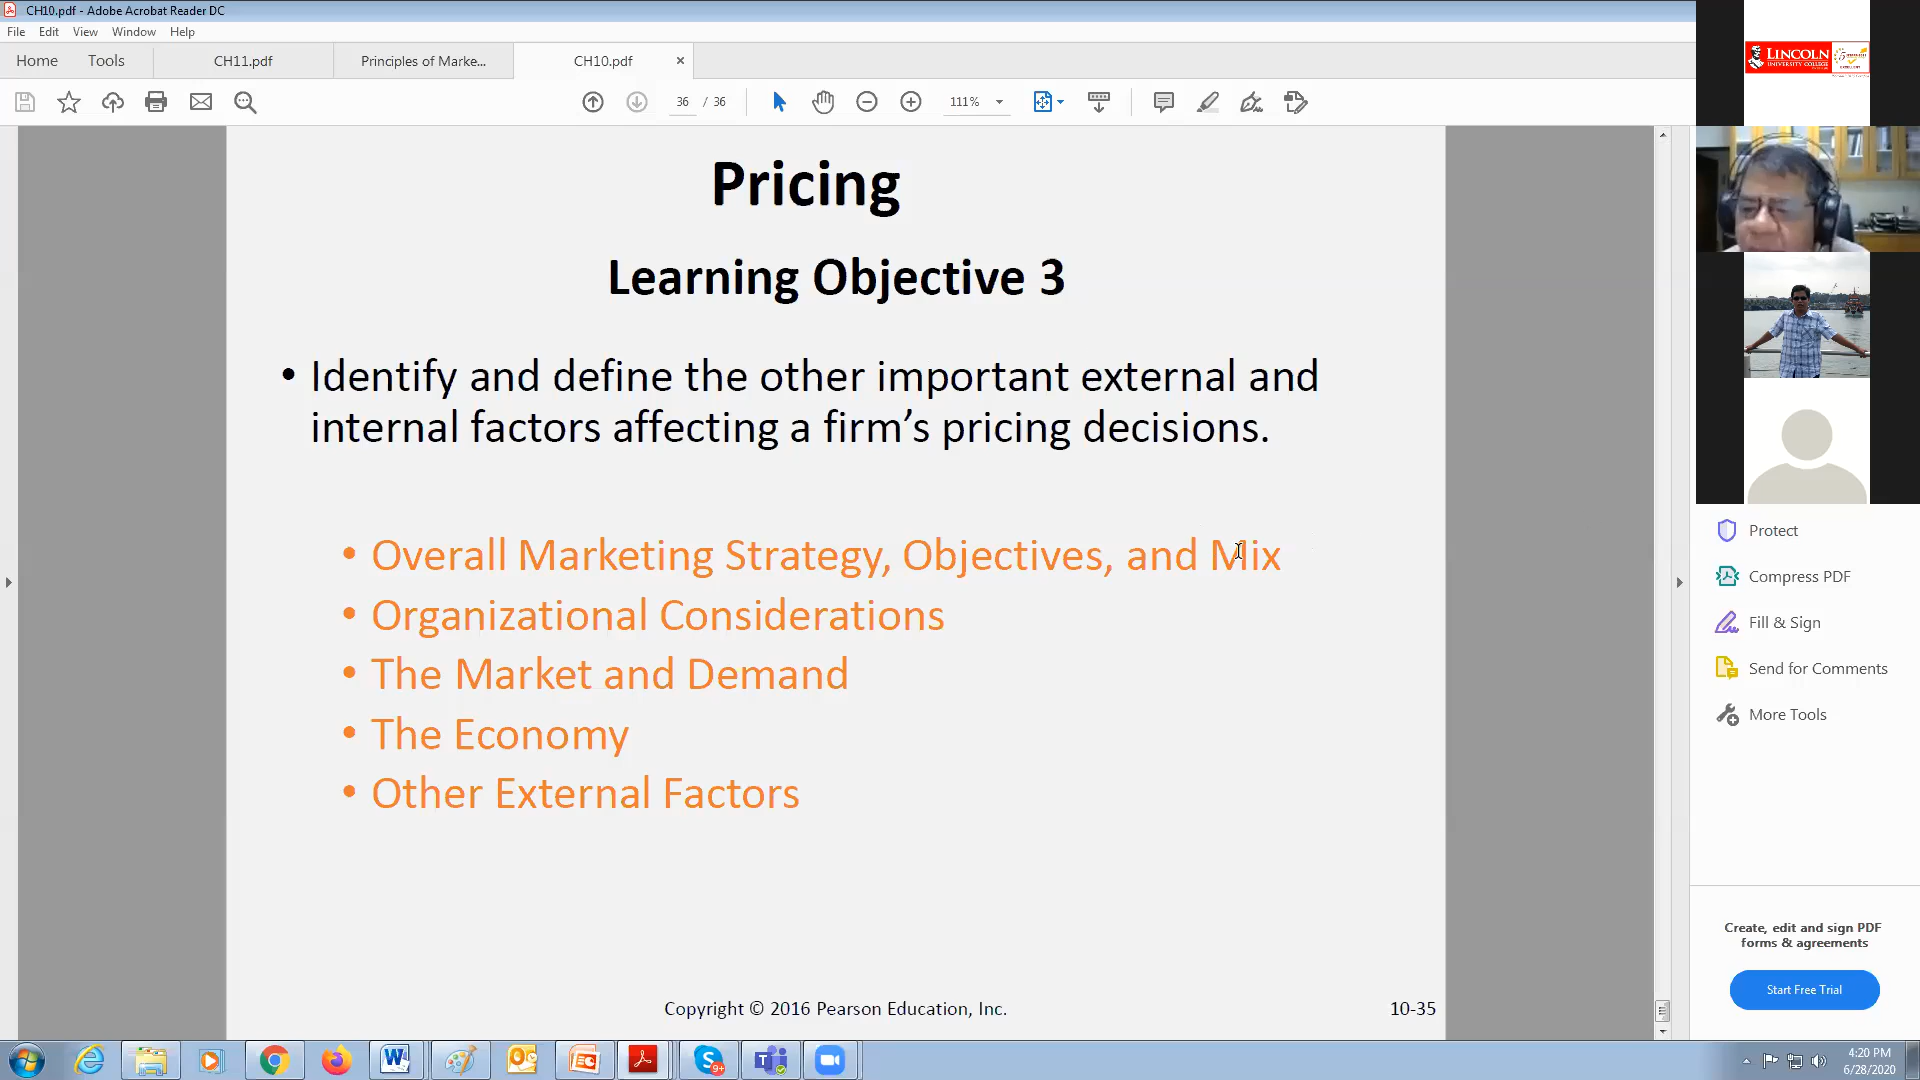 CH10.pdf - Adobe Acrobat Reader DC
File Edit View Window Help
Home Tools CH11.pdf Principles of Marke... CH10.pdf ×
36 / 36 111%
LINCOLN
UNIVERSITY COLLEGE
Pricing
Learning Objective 3
• Identify and define the other important external and
internal factors affecting a firm’s pricing decisions.
• Overall Marketing Strategy, Objectives, and Mix
• Organizational Considerations
• The Market and Demand
• The Economy
• Other External Factors
Copyright © 2016 Pearson Education, Inc. 10-35
Protect
Compress PDF
Fill & Sign
Send for Comments
More Tools
Create, edit and sign PDF
forms & agreements
Start Free Trial
9+
4:20 PM
6/28/2020